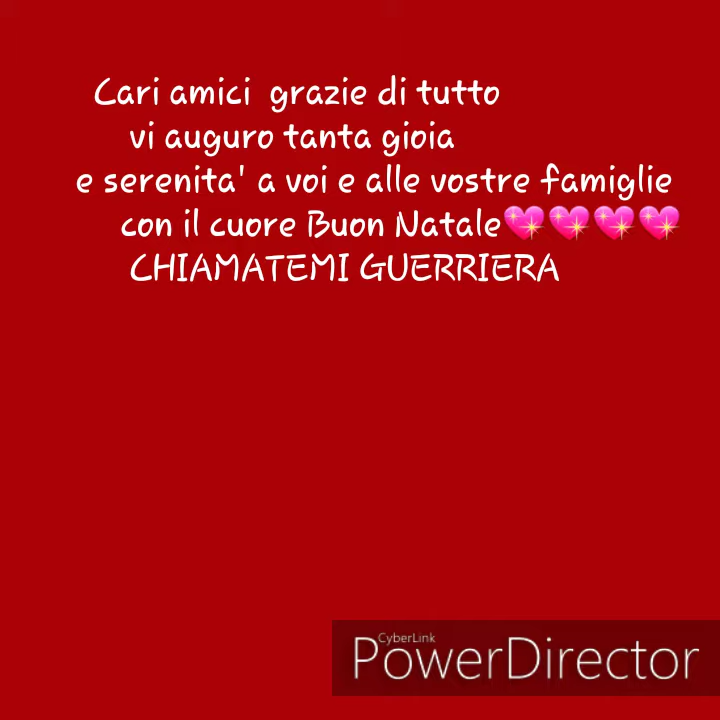 Cari amici  grazie di tutto
vi auguro tanta gioia
e serenita' a voi e alle vostre famiglie
con il cuore Buon Natale💖💖💖💖
CHIAMATEMI GUERRIERA
CyberLink
PowerDirector